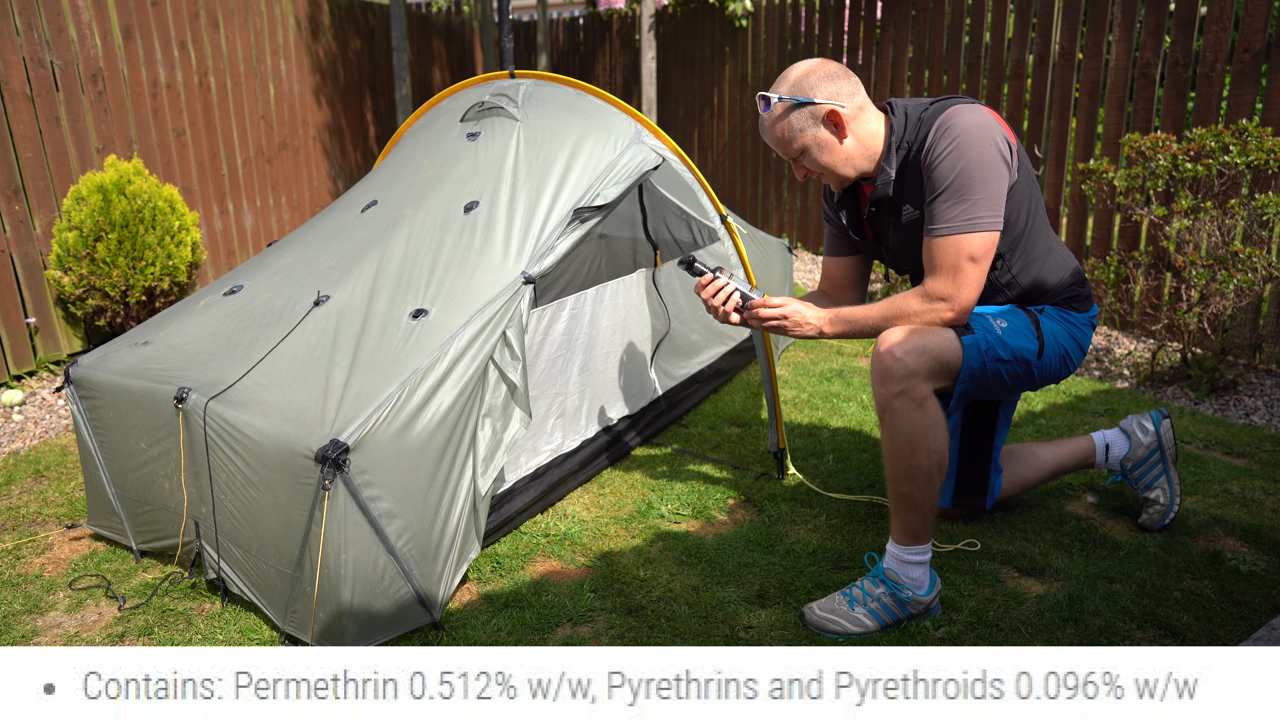 • Contains: Permethrin 0.512% w/w, Pyrethrins and Pyrethroids 0.096% w/w